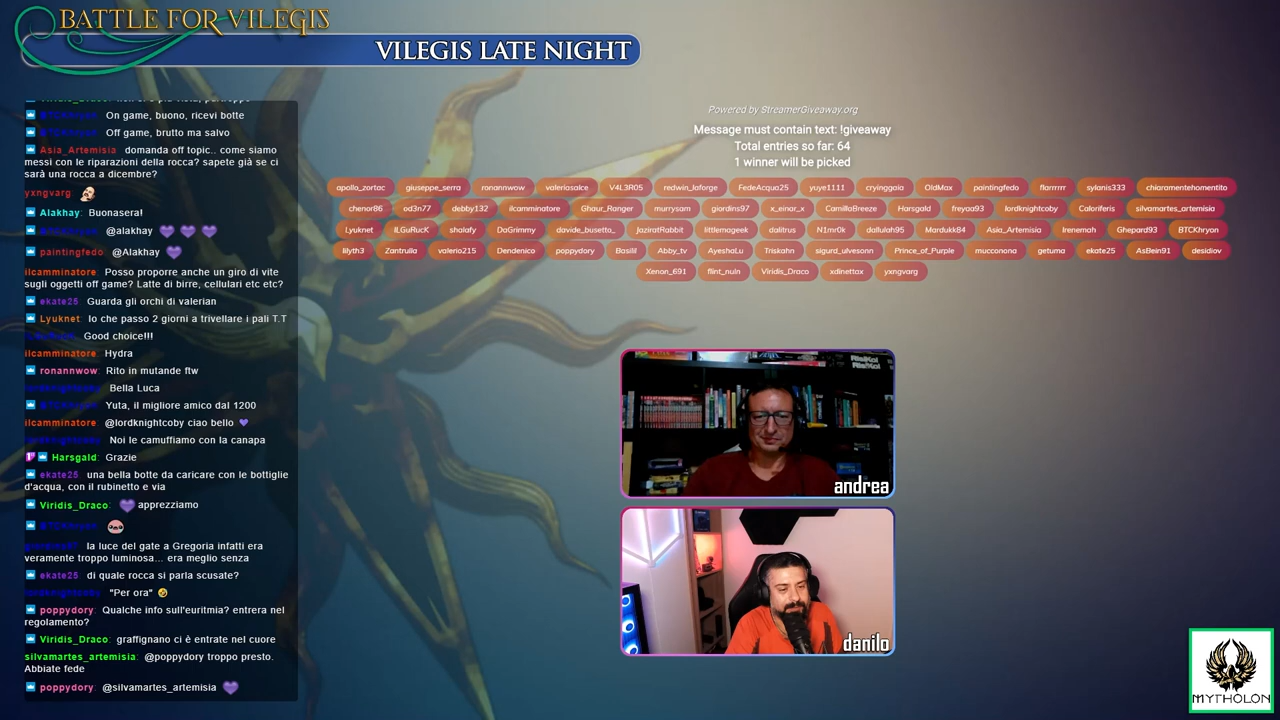 BATTLE FOR VILEGIS
VILEGIS LATE NIGHT
BTCKhryon: On game, buono, ricevi botte
BTCKhryon: Off game, brutto ma salvo
Asia_Artemisia: domanda off topic.. come siamo
messi con le riparazioni della rocca? sapete già se ci
sarà una rocca a dicembre?
yxngvarg:
Alakhay: Buonasera!
BTCKhryon: @alakhay
paintingfedo: @Alakhay
ilcamminatore: Posso proporre anche un giro di vite
sugli oggetti off game? Latte di birre, cellulari etc etc?
ekate25: Guarda gli orchi di valerian
Lyuknet: Io che passo 2 giorni a trivellare i pali T.T
Good choice!!!
ilcamminatore: Hydra
ronannwow: Rito in mutande ftw
lordknightcoby: Bella Luca
BTCKhryon: Yuta, il migliore amico dal 1200
ilcamminatore: @lordknightcoby ciao bello
lordknightcoby: Noi le camuffiamo con la canapa
Harsgald: Grazie
ekate25: una bella botte da caricare con le bottiglie
d'acqua, con il rubinetto e via
Viridis_Draco: apprezziamo
BTCKhryon:
giordins97: la luce del gate a Gregoria infatti era
veramente troppo luminosa... era meglio senza
ekate25: di quale rocca si parla scusate?
lordknightcoby: "Per ora"
poppydory: Qualche info sull'euritmia? entrera nel
regolamento?
Viridis_Draco: graffignano ci è entrate nel cuore
silvamartes_artemisia: @poppydory troppo presto.
Abbiate fede
poppydory: @silvamartes_artemisia
Powered by StreamerGiveaway.org
Message must contain text: !giveaway
Total entries so far: 64
1 winner will be picked
apollo_zortac giuseppe_serra ronannwow valeriasalce V4L3R05 redwin_laforge FedeAcqua25 yuye1111 cryinggaia OldMax paintingfedo flarrrrrr sylanis333 chiaramentehomentito
chenor86 od3n77 debby132 ilcamminatore Ghaur_Ranger murrysam giordins97 x_einar_x CamillaBreeze Harsgald freyaa93 lordknightcoby Caloriferis silvamartes_artemisia
Lyuknet ILGuRucK shalafy DaGrimmy davide_busetta_ JaziratRabbit littlemageek dalitrus N1mr0k dallulah95 Mardukk84 Asia_Artemisia Irenemah Ghepard93 BTCKhryon
lilyth3 Zantrulla valerio215 Dendenico poppydory Basilil Abby_tv AyeshaLu Triskahn sigurd_ulvesonn Prince_of_Purple mucconona getuma ekate25 AsBein91 desidiov
Xenon_691 flint_nuln Viridis_Draco xdinettax yxngvarg
andrea
danilo
MYTHOLON